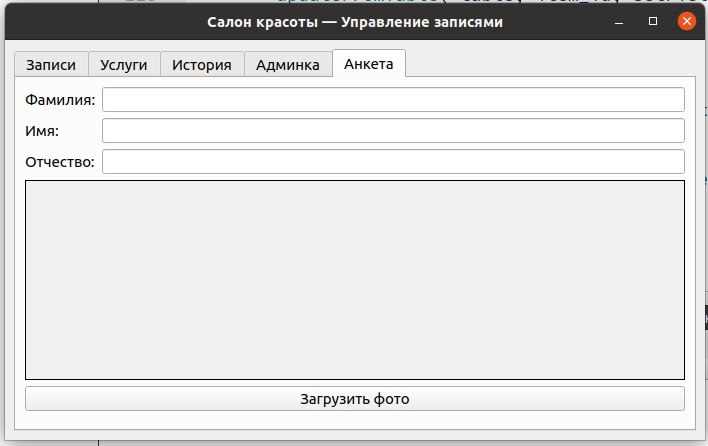 Салон красоты — Управление записями
Записи Услуги История Админка Анкета
Фамилия:
Имя:
Отчество:
Загрузить фото